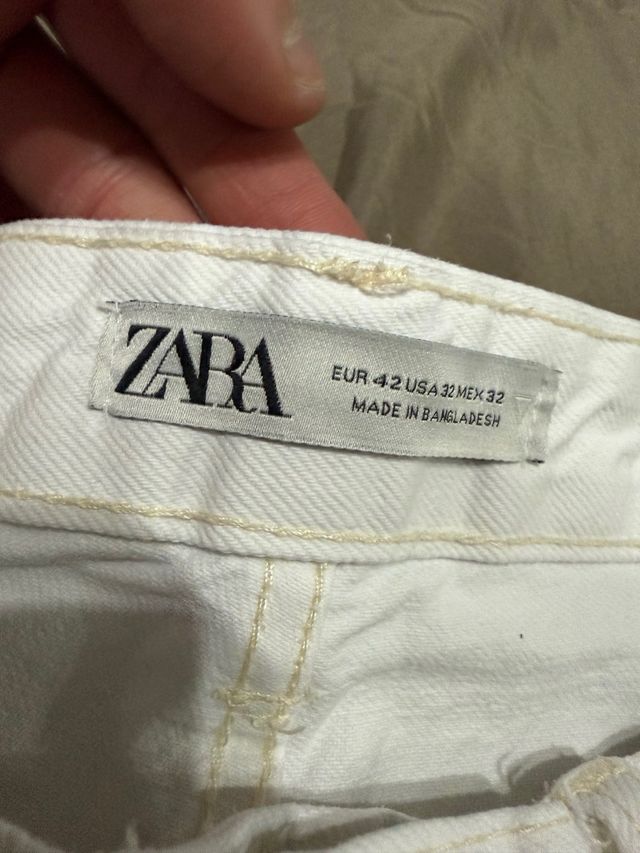 ZARA
EUR 42 USA 32 MEX 32
MADE IN BANGLADESH